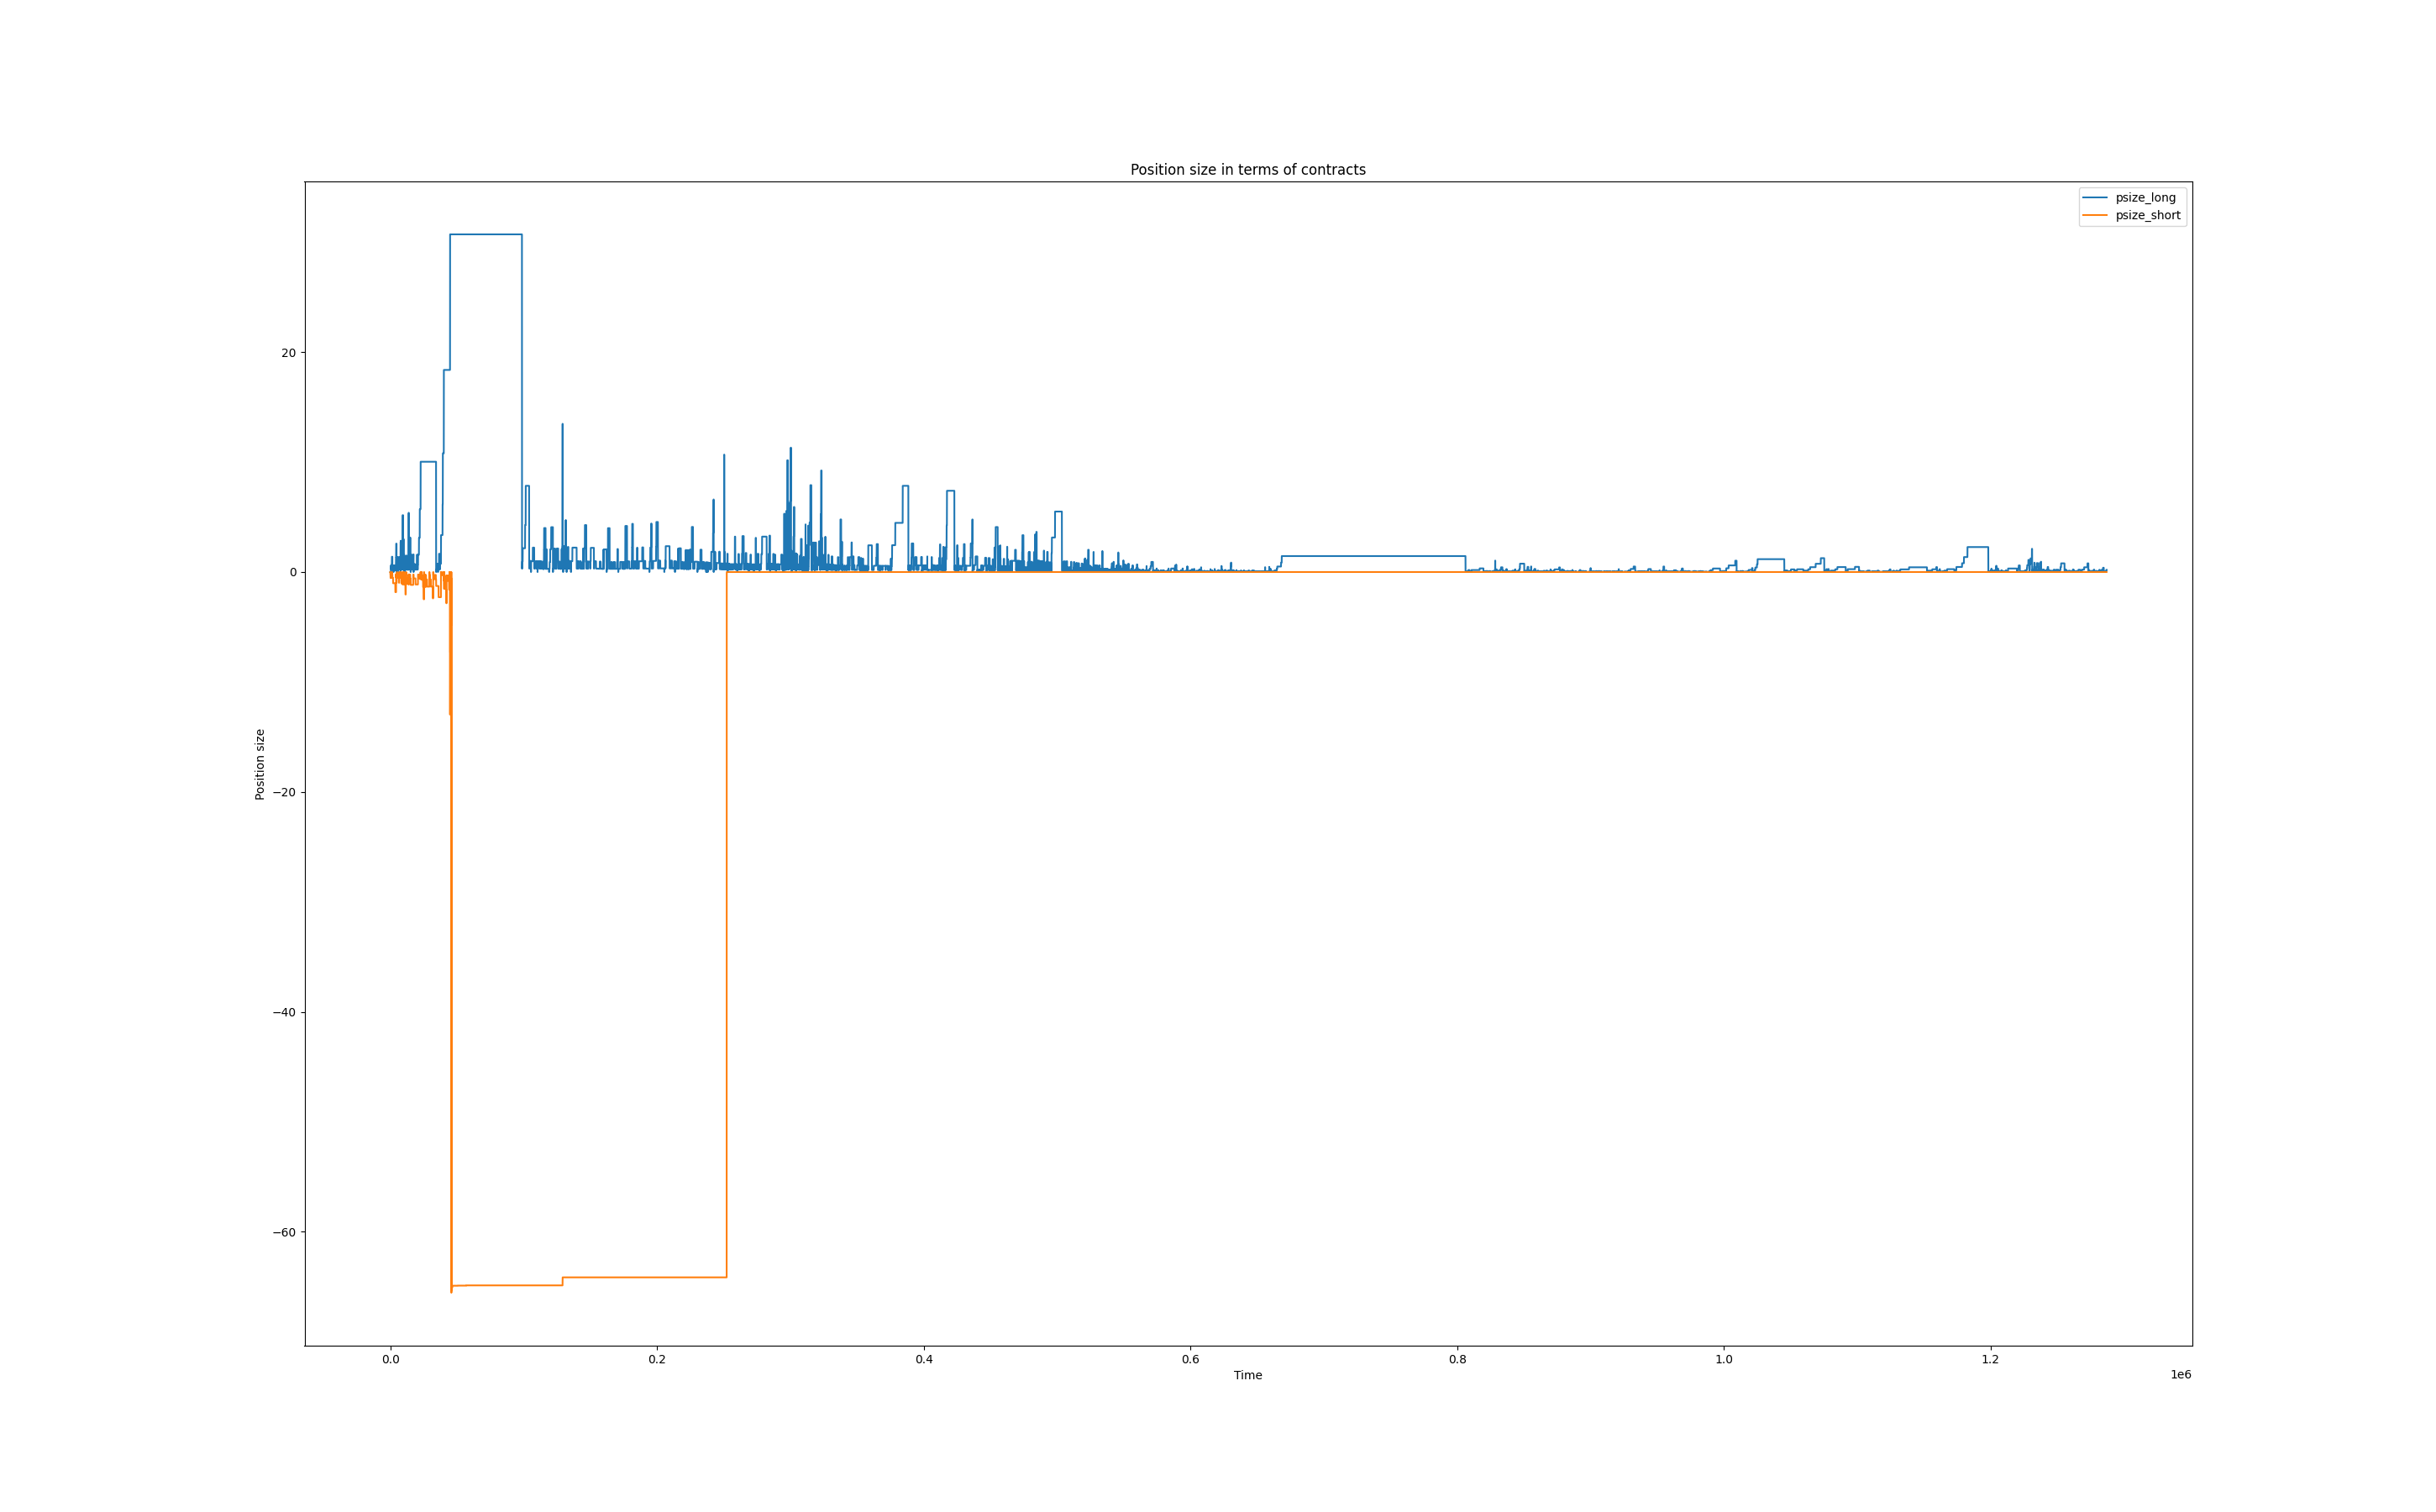 Position size in terms of contracts
psize_long
psize_short
Position size
20
0
−20
−40
−60
0.0
0.2
0.4
0.6
0.8
1.0
1.2
Time
1e6